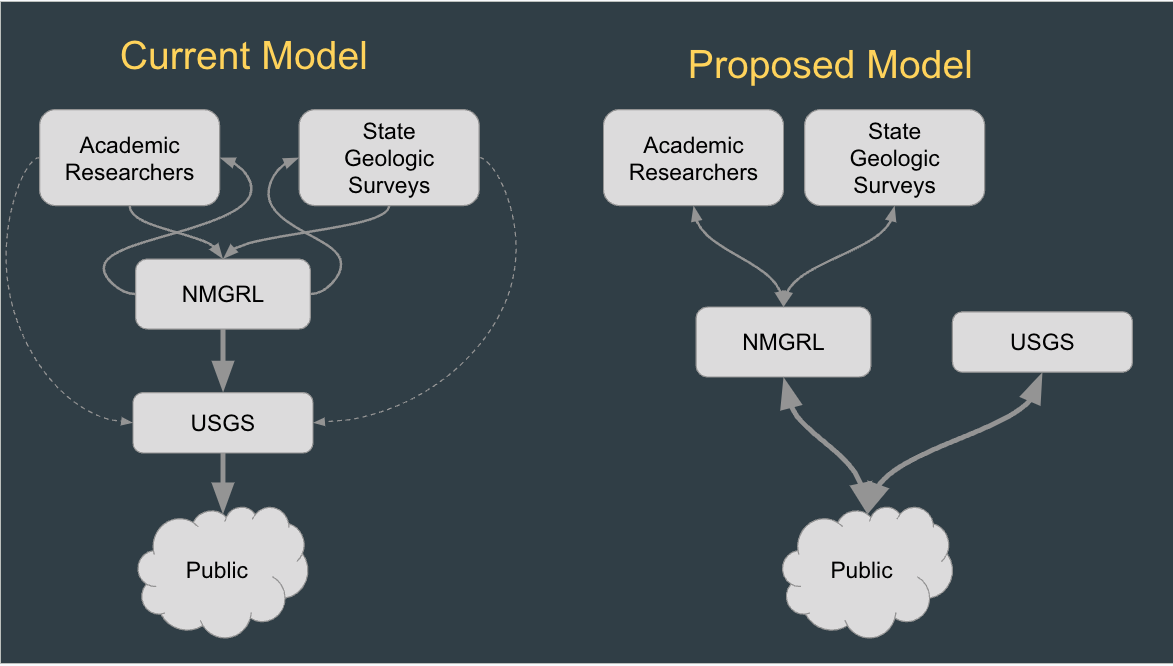 Current Model
Academic
Researchers
State
Geologic
Surveys
NMGRL
USGS
Public
Proposed Model
Academic
Researchers
State
Geologic
Surveys
NMGRL
USGS
Public